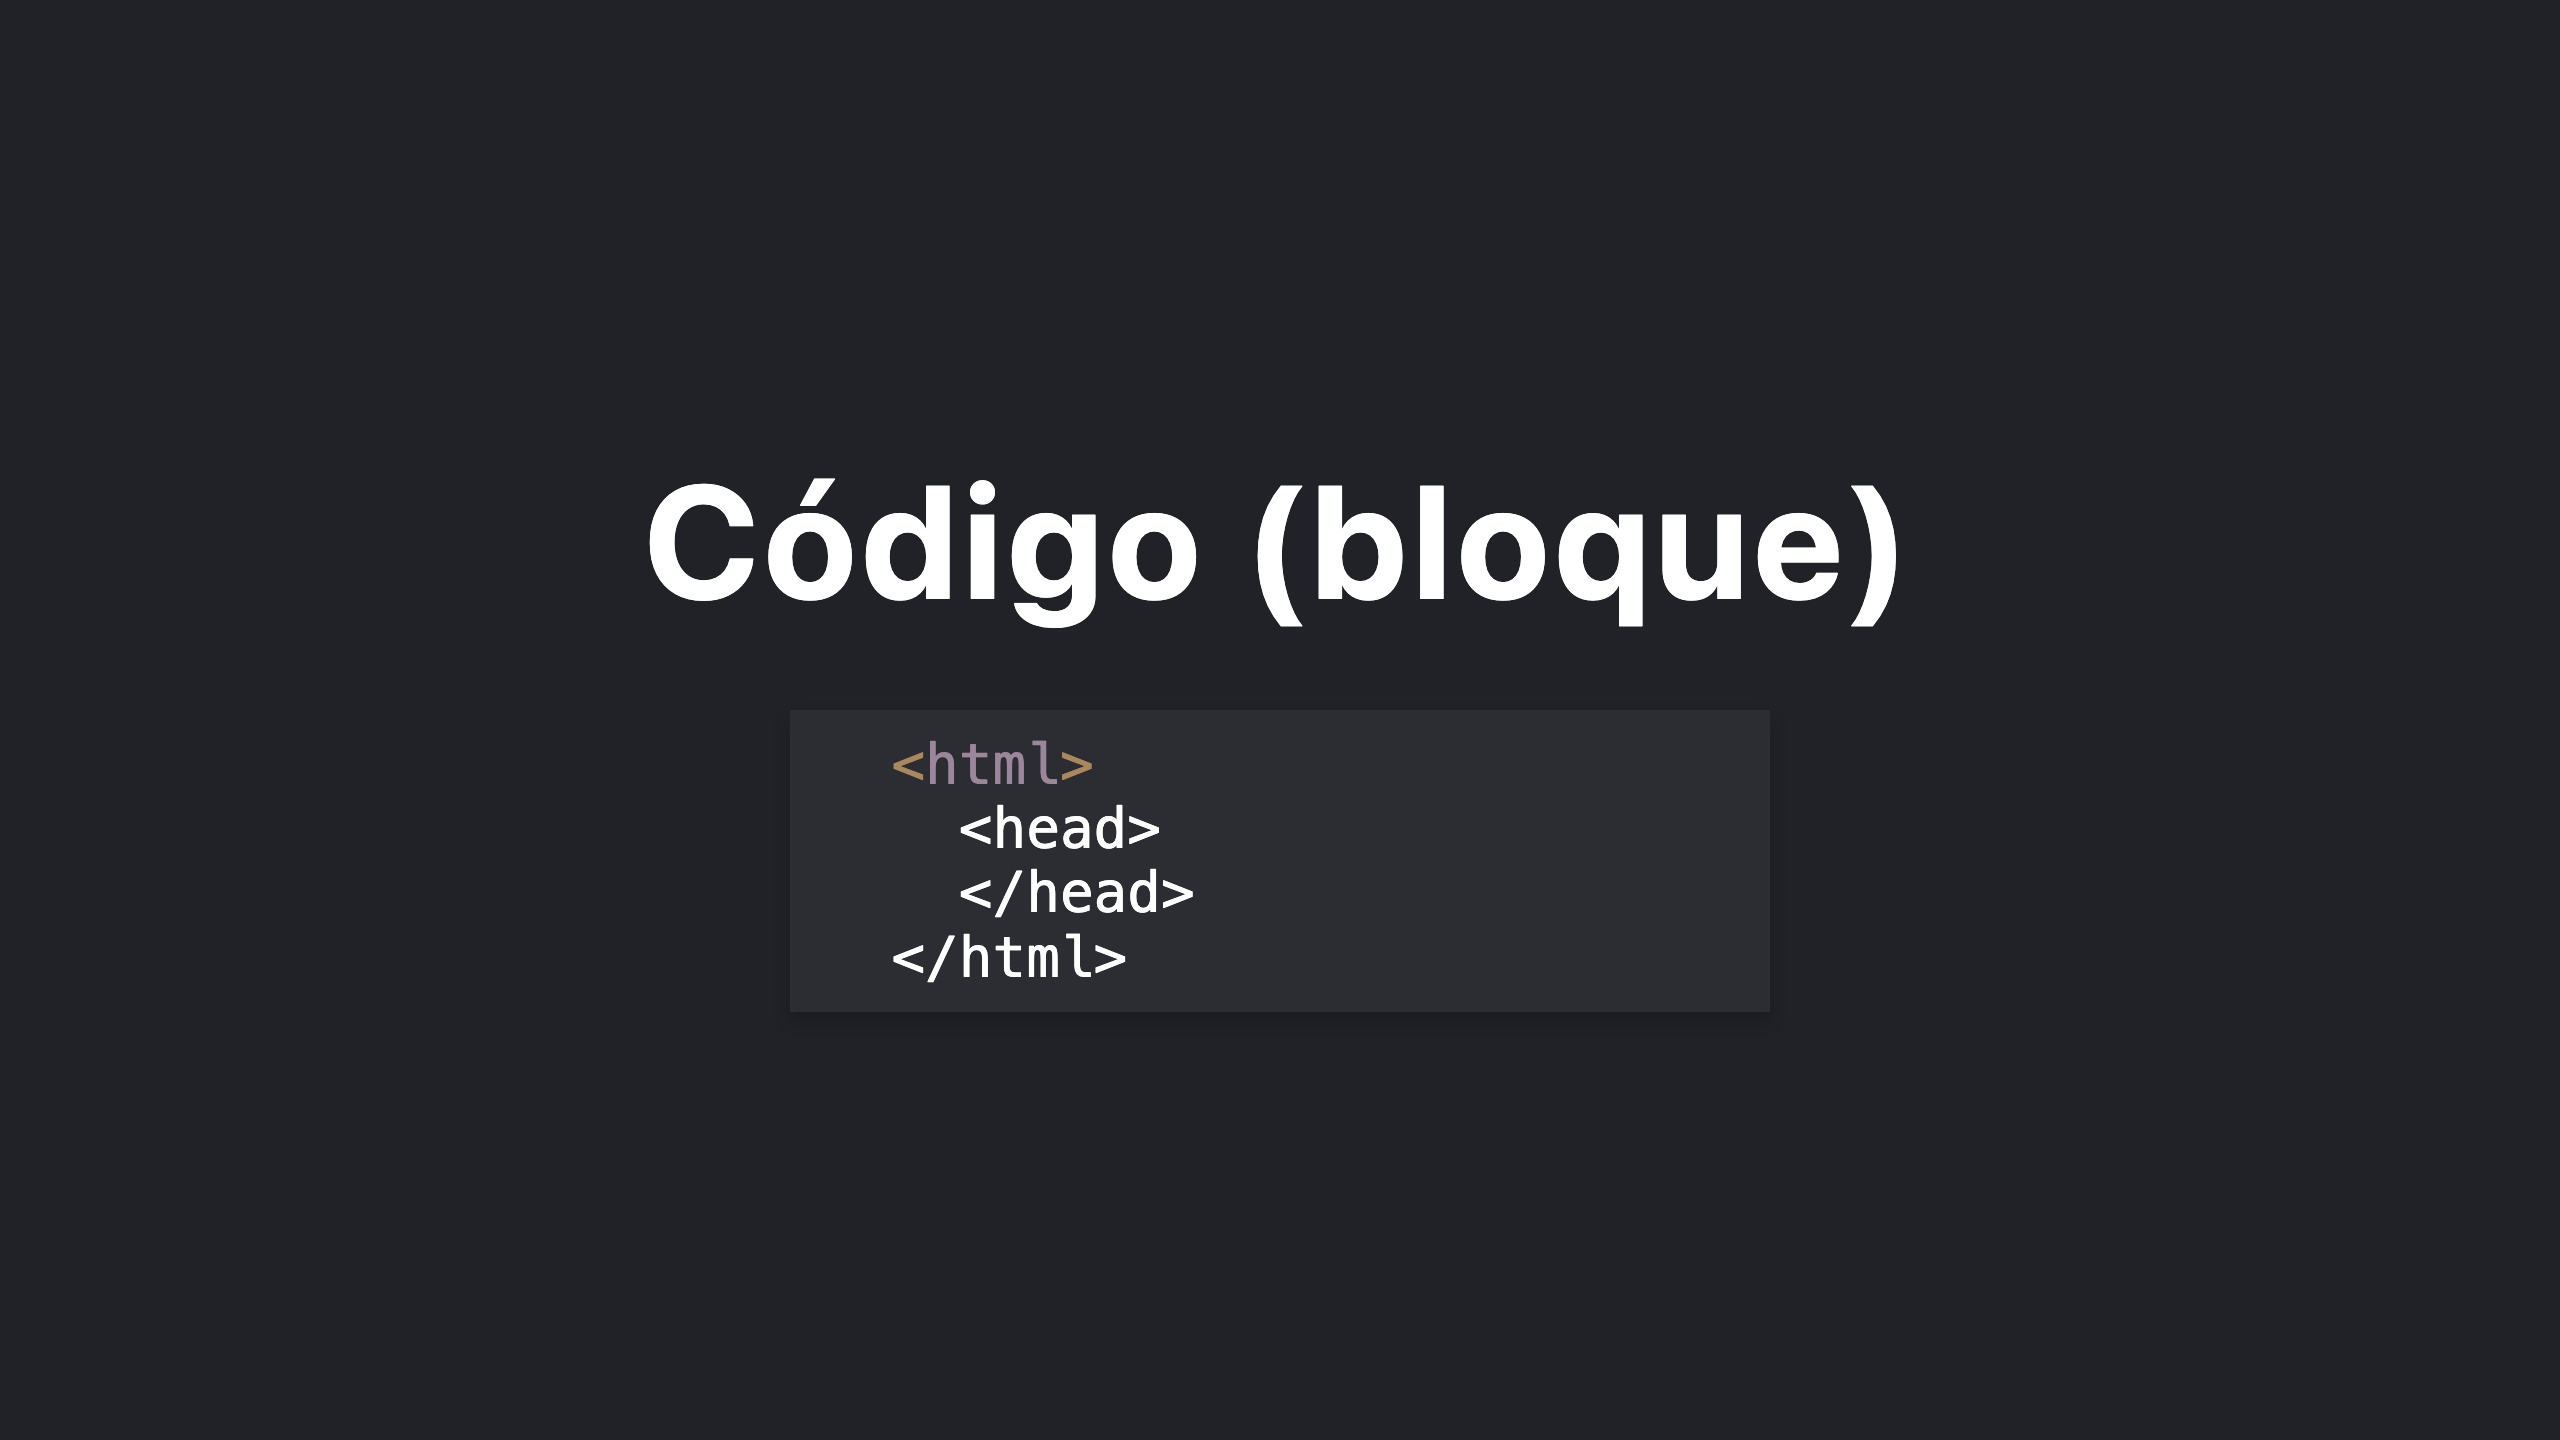 Código (bloque)
<html>
  <head>
  </head>
</html>